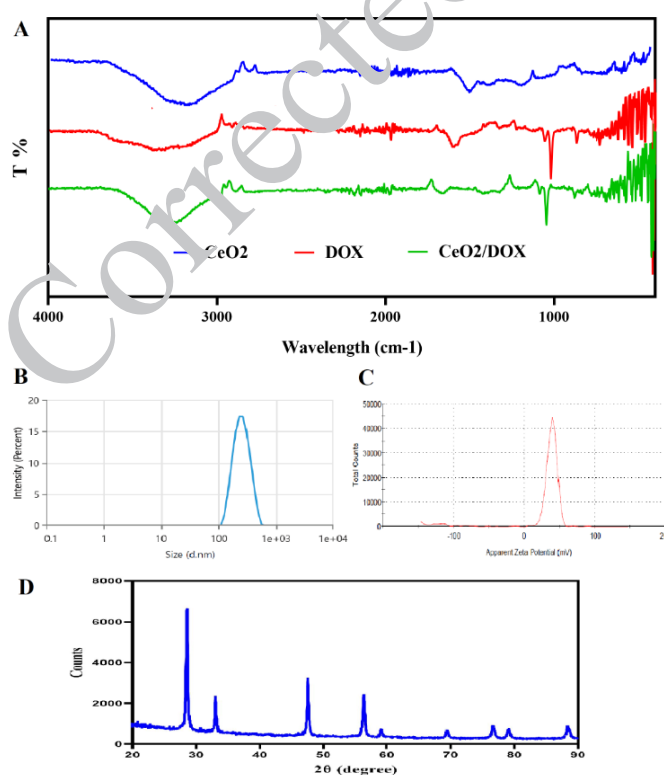 Corrected
A
T %
CeO2 DOX CeO2/DOX
4000 3000 2000 1000
Wavelength (cm-1)
B
20
15
10
5
0
Intensity (Percent)
0.1 1 10 100 1e+03 1e+04
Size (d.nm)
C
50000
40000
30000
20000
10000
0
Total Counts
-100 0 100 200
Apparent Zeta Potential (mV)
D
8000
6000
4000
2000
0
Counts
20 30 40 50 60 70 80 90
2θ (degree)